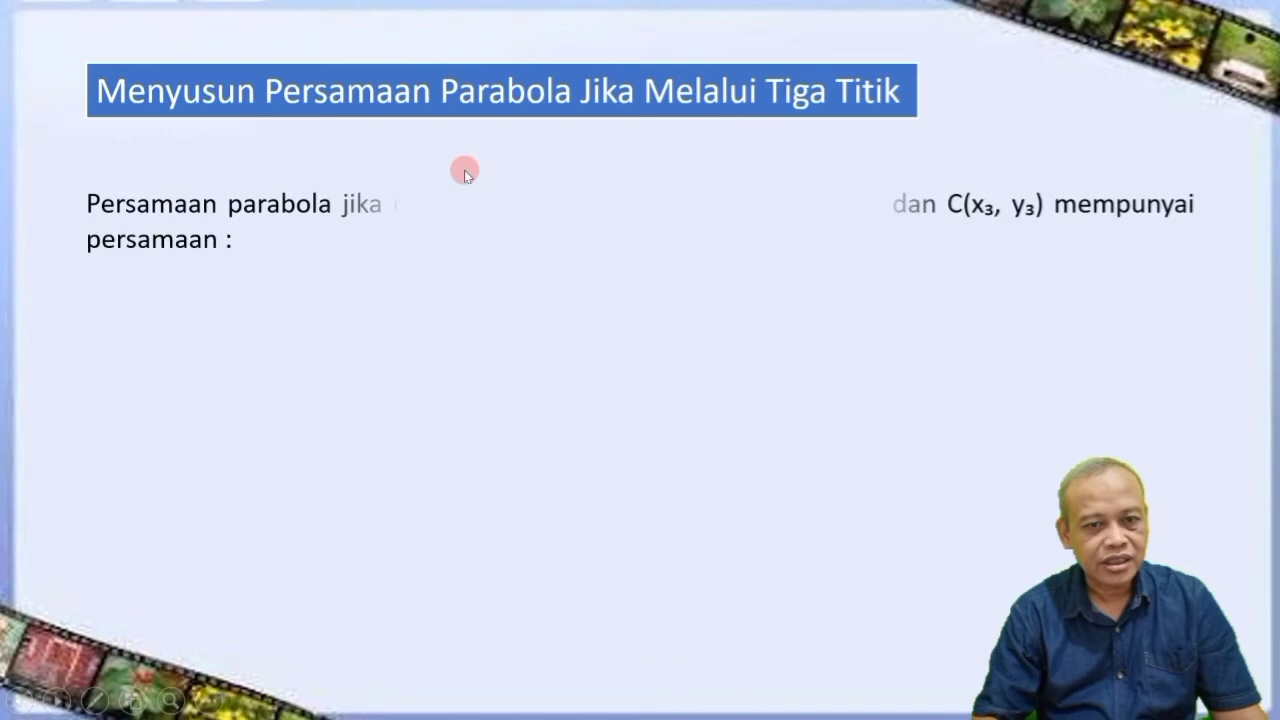 Menyusun Persamaan Parabola Jika Melalui Tiga Titik
Persamaan parabola jika dan C(x₃, y₃) mempunyai
persamaan :